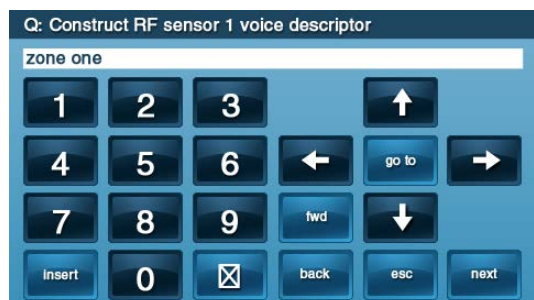 Q: Construct RF sensor 1 voice descriptor
zone one
1 2 3
4 5 6 go to
7 8 9 fwd
insert 0 back esc next